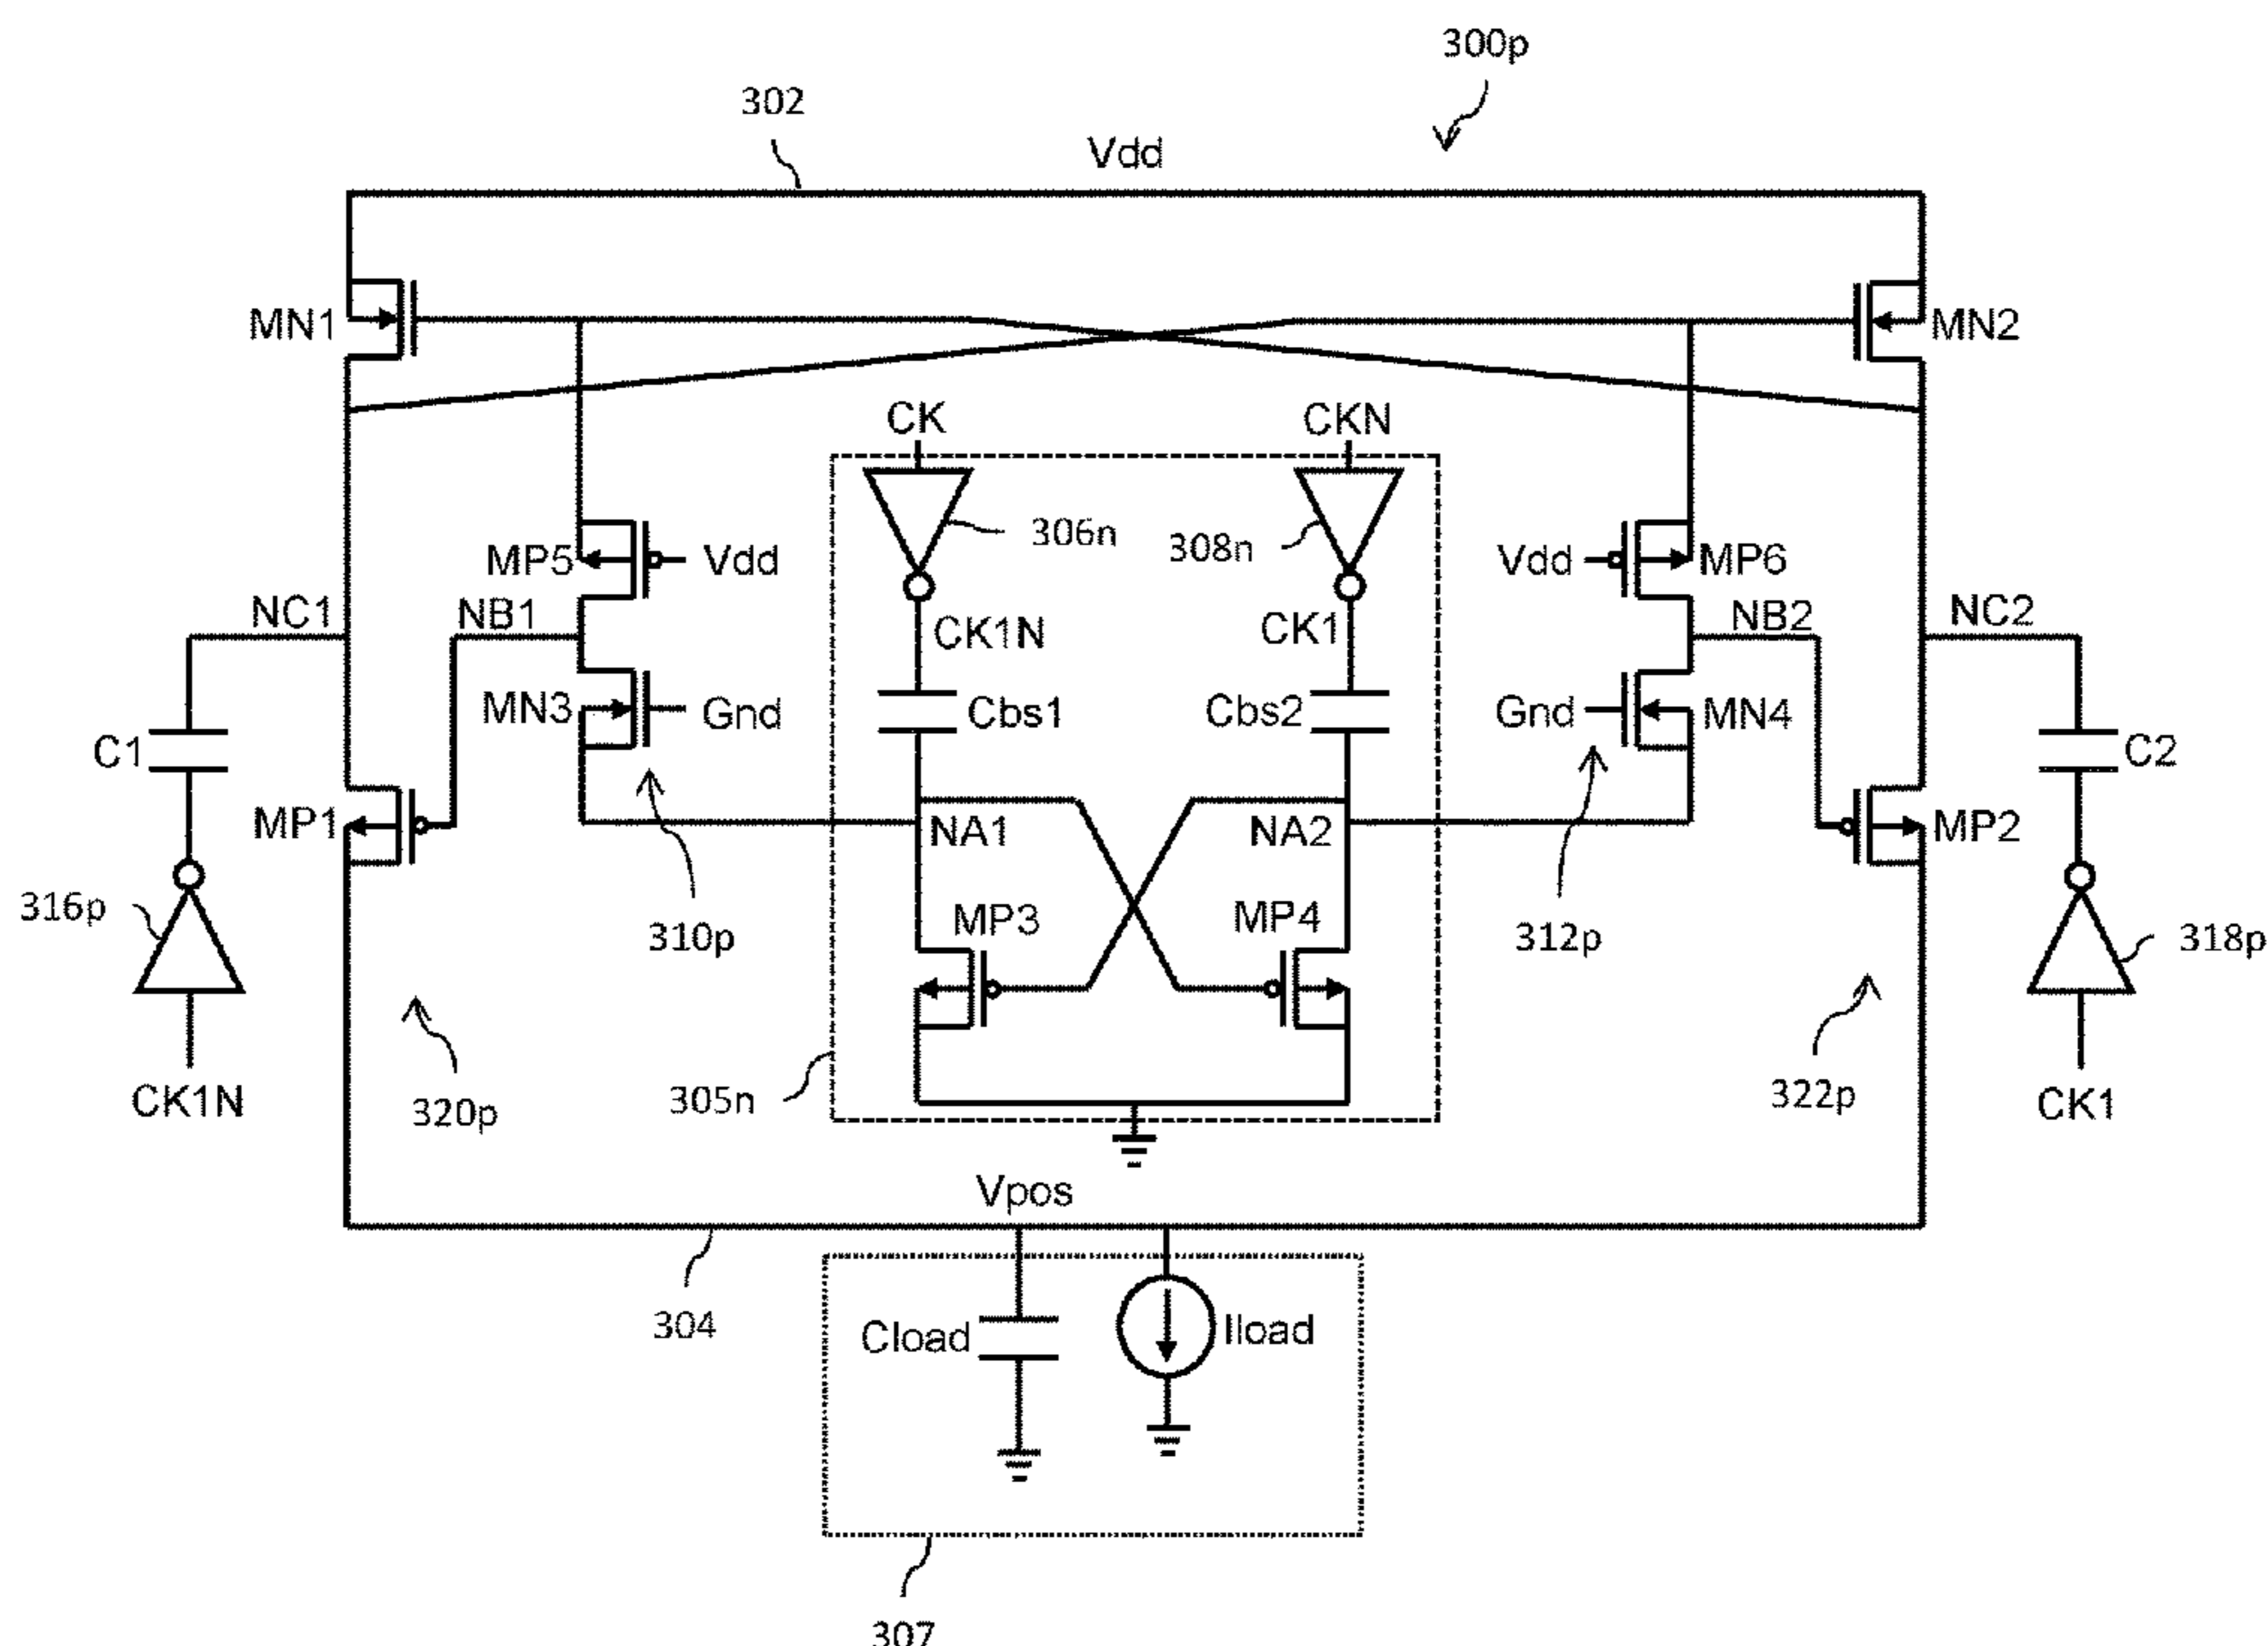 300p
302
Vdd
MN1
MN2
CK
CKN
306n
308n
MP5
Vdd
Vdd
MP6
NC1
NB1
CK1N
CK1
NB2
NC2
MN3
Gnd
Cbs1
Cbs2
Gnd
MN4
C1
C2
MP1
NA1
NA2
MP2
316p
310p
MP3
MP4
312p
318p
CK1N
320p
305n
322p
CK1
Vpos
304
Cload
Iload
307